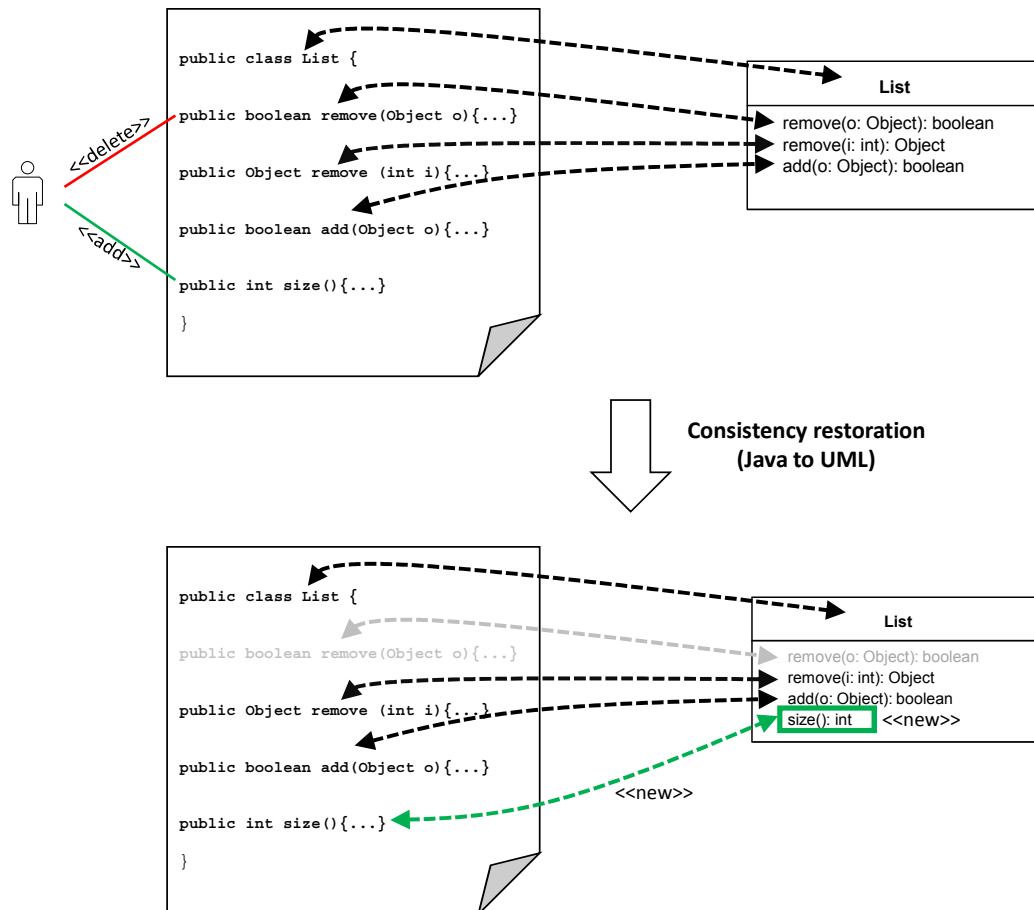 public class List {
public boolean remove(Object o){...}
public Object remove (int i){...}
public boolean add(Object o){...}
public int size(){...}
}
<<delete>>
<<add>>
List
remove(o: Object): boolean
remove(i: int): Object
add(o: Object): boolean
Consistency restoration
(Java to UML)
public class List {
public boolean remove(Object o){...}
public Object remove (int i){...}
public boolean add(Object o){...}
public int size(){...}
}
<<new>>
List
remove(o: Object): boolean
remove(i: int): Object
add(o: Object): boolean
size(): int <<new>>